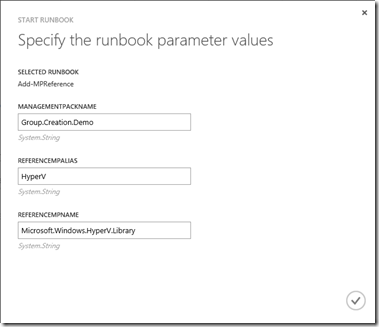 START RUNBOOK
Specify the runbook parameter values
SELECTED RUNBOOK
Add-MPReference
MANAGEMENTPACKNAME
Group.Creation.Demo
System.String
REFERENCEMPALIAS
HyperV
System.String
REFERENCEMPNAME
Microsoft.Windows.HyperV.Library
System.String